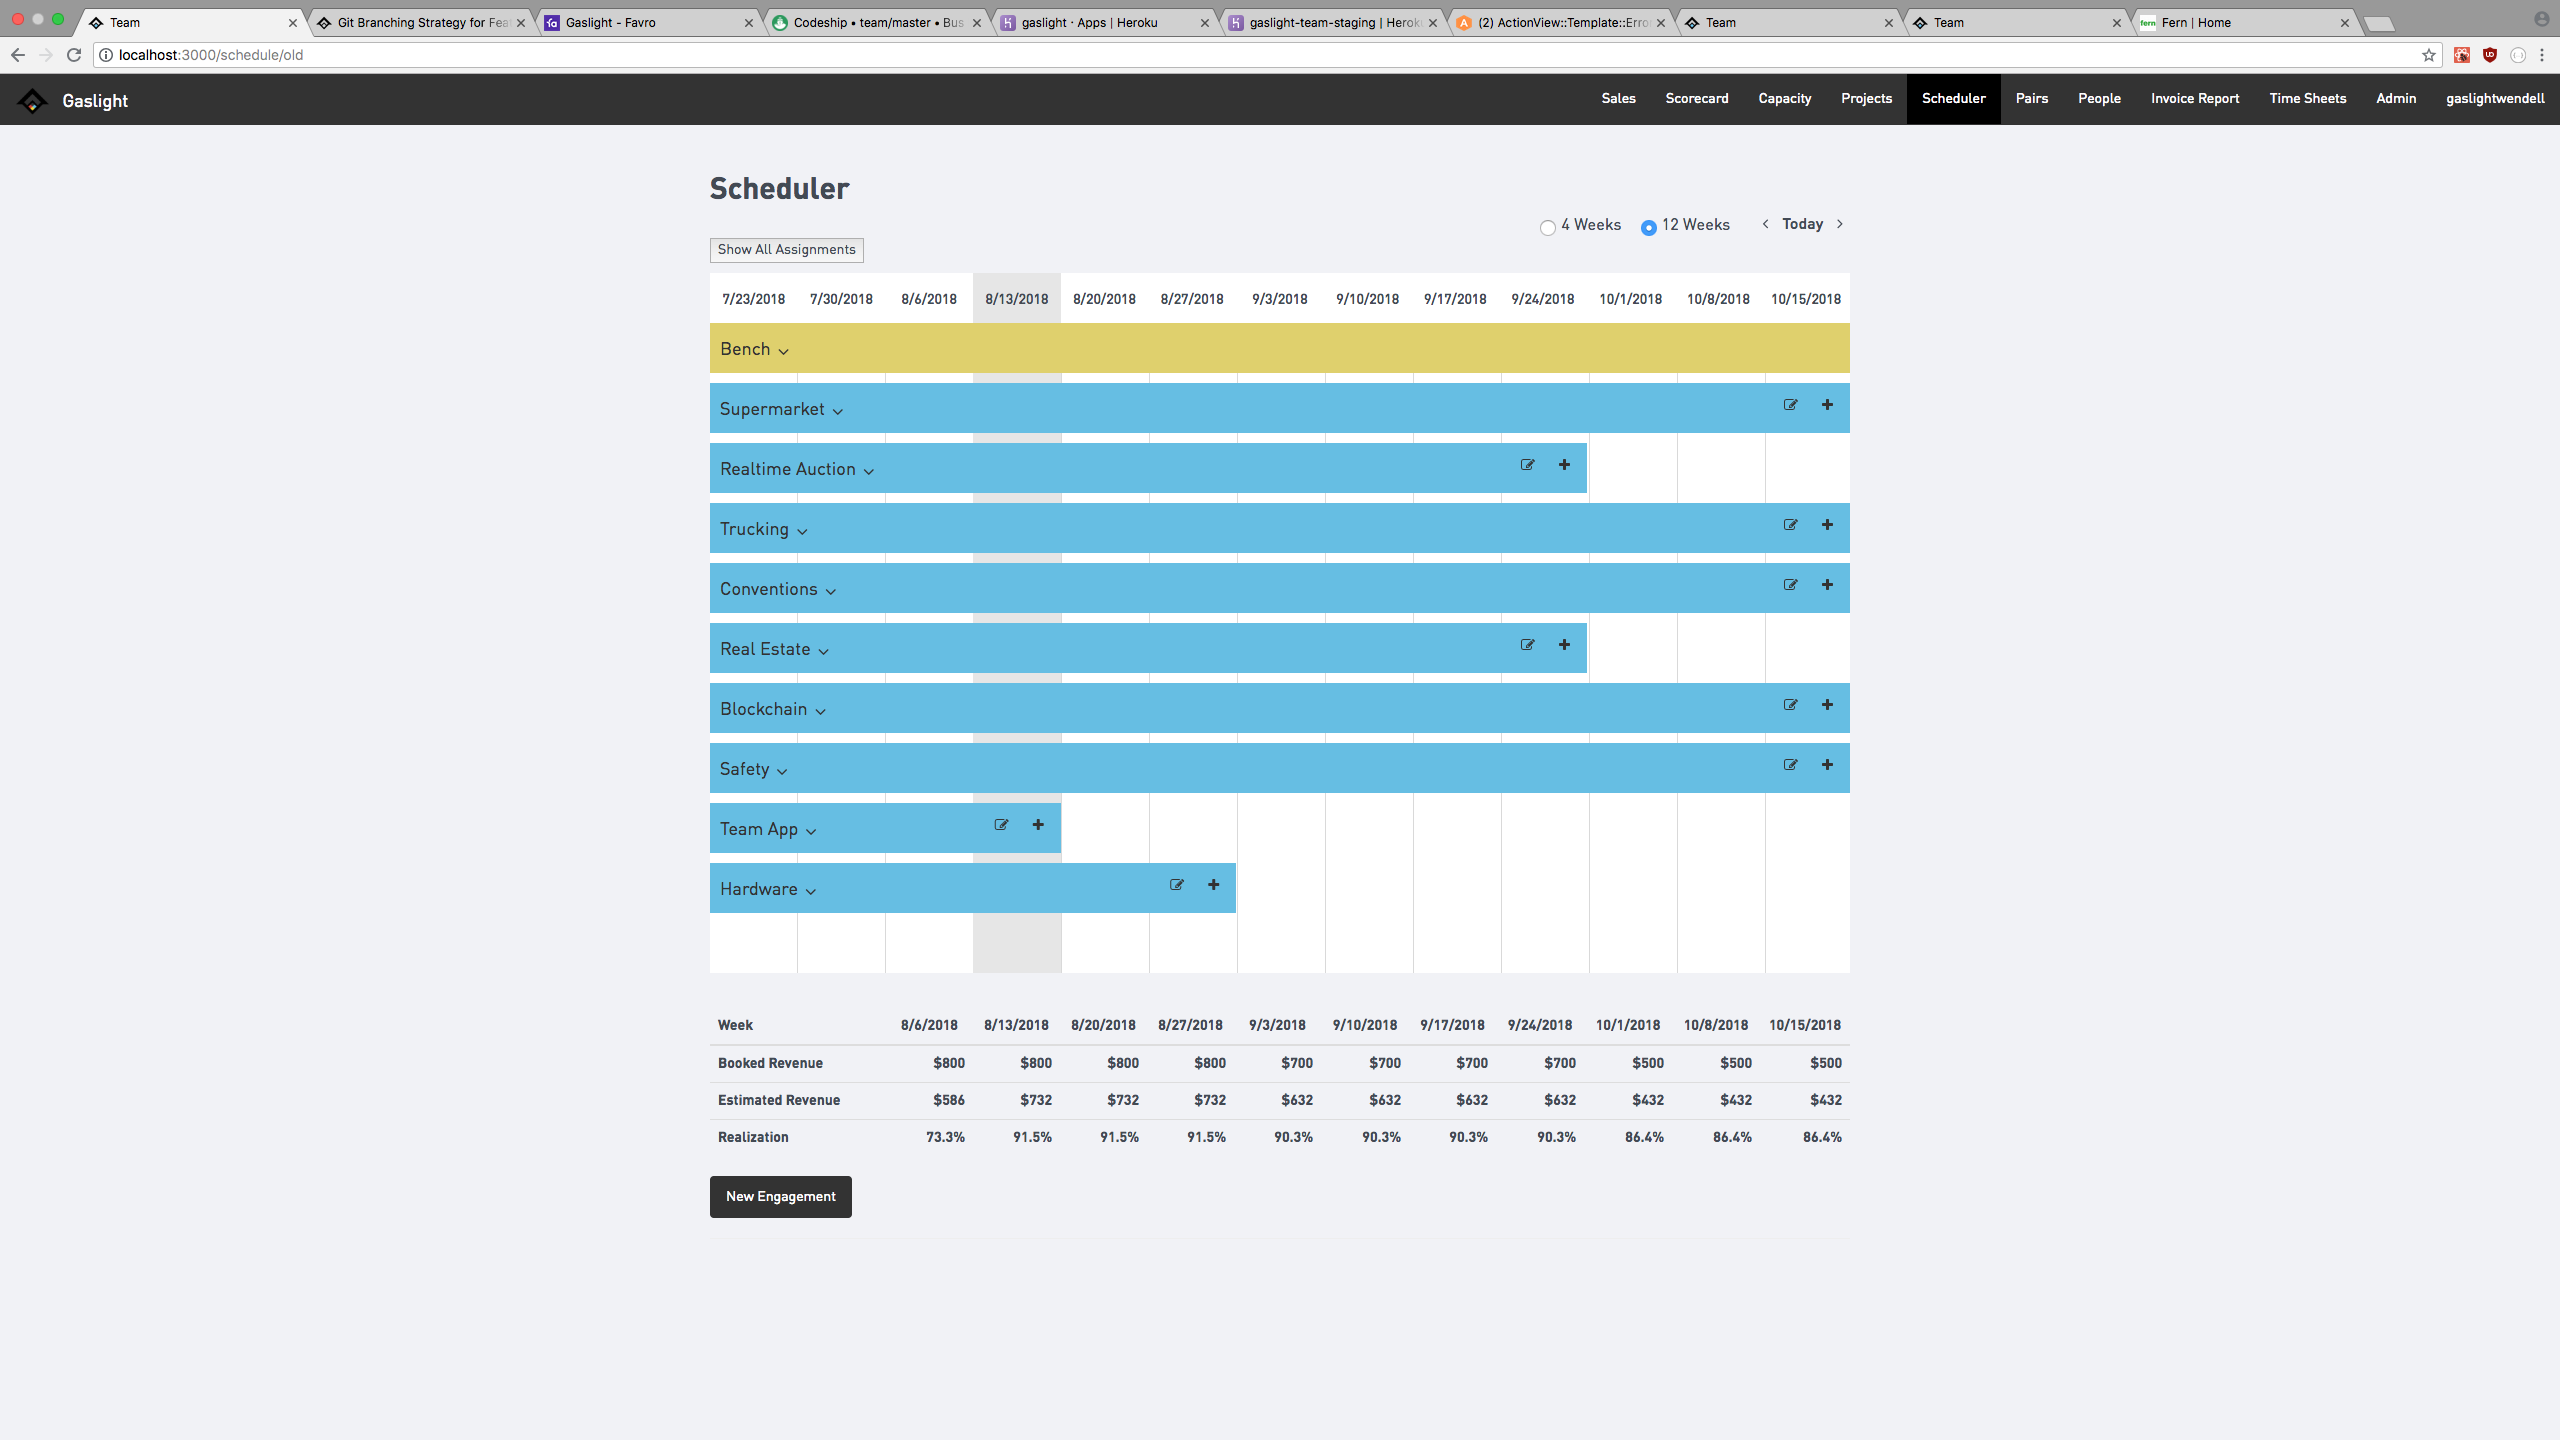 Team
Git Branching Strategy for Fea
Gaslight - Favro
Codeship • team/master • Bus
gaslight · Apps | Heroku
gaslight-team-staging | Herok
(2) ActionView::Template::Erro
Team
Team
fern Fern | Home
localhost:3000/schedule/old
Gaslight
Sales Scorecard Capacity Projects Scheduler Pairs People Invoice Report Time Sheets Admin gaslightwendell
Scheduler
4 Weeks 12 Weeks < Today >
Show All Assignments
7/23/2018 7/30/2018 8/6/2018 8/13/2018 8/20/2018 8/27/2018 9/3/2018 9/10/2018 9/17/2018 9/24/2018 10/1/2018 10/8/2018 10/15/2018
Bench
Supermarket
Realtime Auction
Trucking
Conventions
Real Estate
Blockchain
Safety
Team App
Hardware
Week 8/6/2018 8/13/2018 8/20/2018 8/27/2018 9/3/2018 9/10/2018 9/17/2018 9/24/2018 10/1/2018 10/8/2018 10/15/2018
Booked Revenue $800 $800 $800 $800 $700 $700 $700 $700 $500 $500 $500
Estimated Revenue $586 $732 $732 $732 $632 $632 $632 $632 $432 $432 $432
Realization 73.3% 91.5% 91.5% 91.5% 90.3% 90.3% 90.3% 90.3% 86.4% 86.4% 86.4%
New Engagement